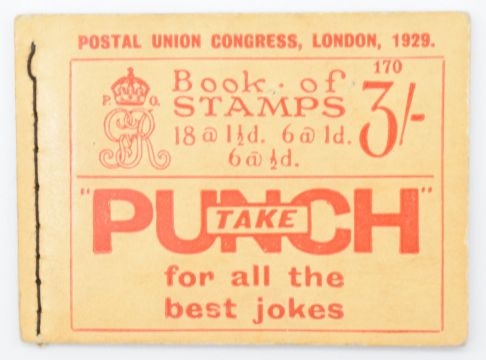 POSTAL UNION CONGRESS, LONDON, 1929.
170
P. O.
GRV
Book . of
STAMPS
3/-
18 @ 1½d. 6 @ 1d.
6 @ ½d.
"PUNCH"
TAKE
for all the
best jokes